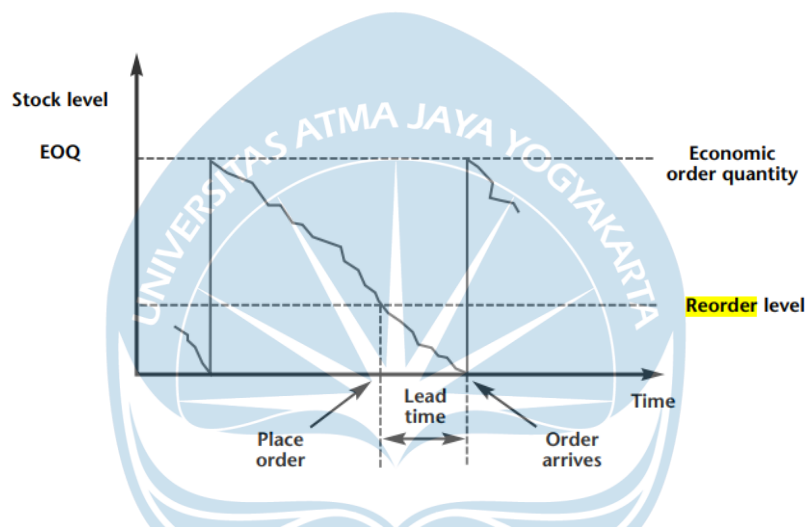 Stock level
EOQ
UNIVERSITAS ATMA JAYA YOGYAKARTA
Economic
order quantity
Reorder level
Time
Lead
time
Place
order
Order
arrives